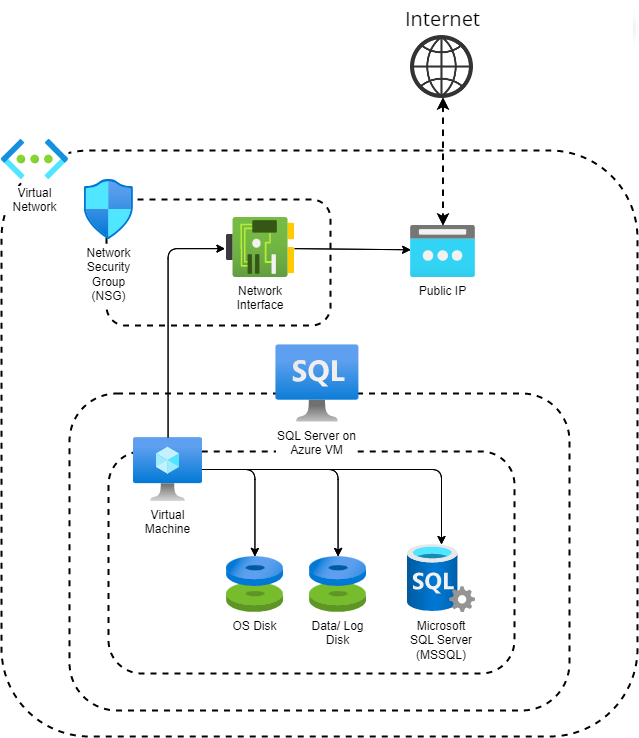 Internet
Virtual
Network
Network
Security
Group
(NSG)
Network
Interface
Public IP
SQL
SQL Server on
Azure VM
Virtual
Machine
OS Disk
Data/ Log
Disk
SQL
Microsoft
SQL Server
(MSSQL)